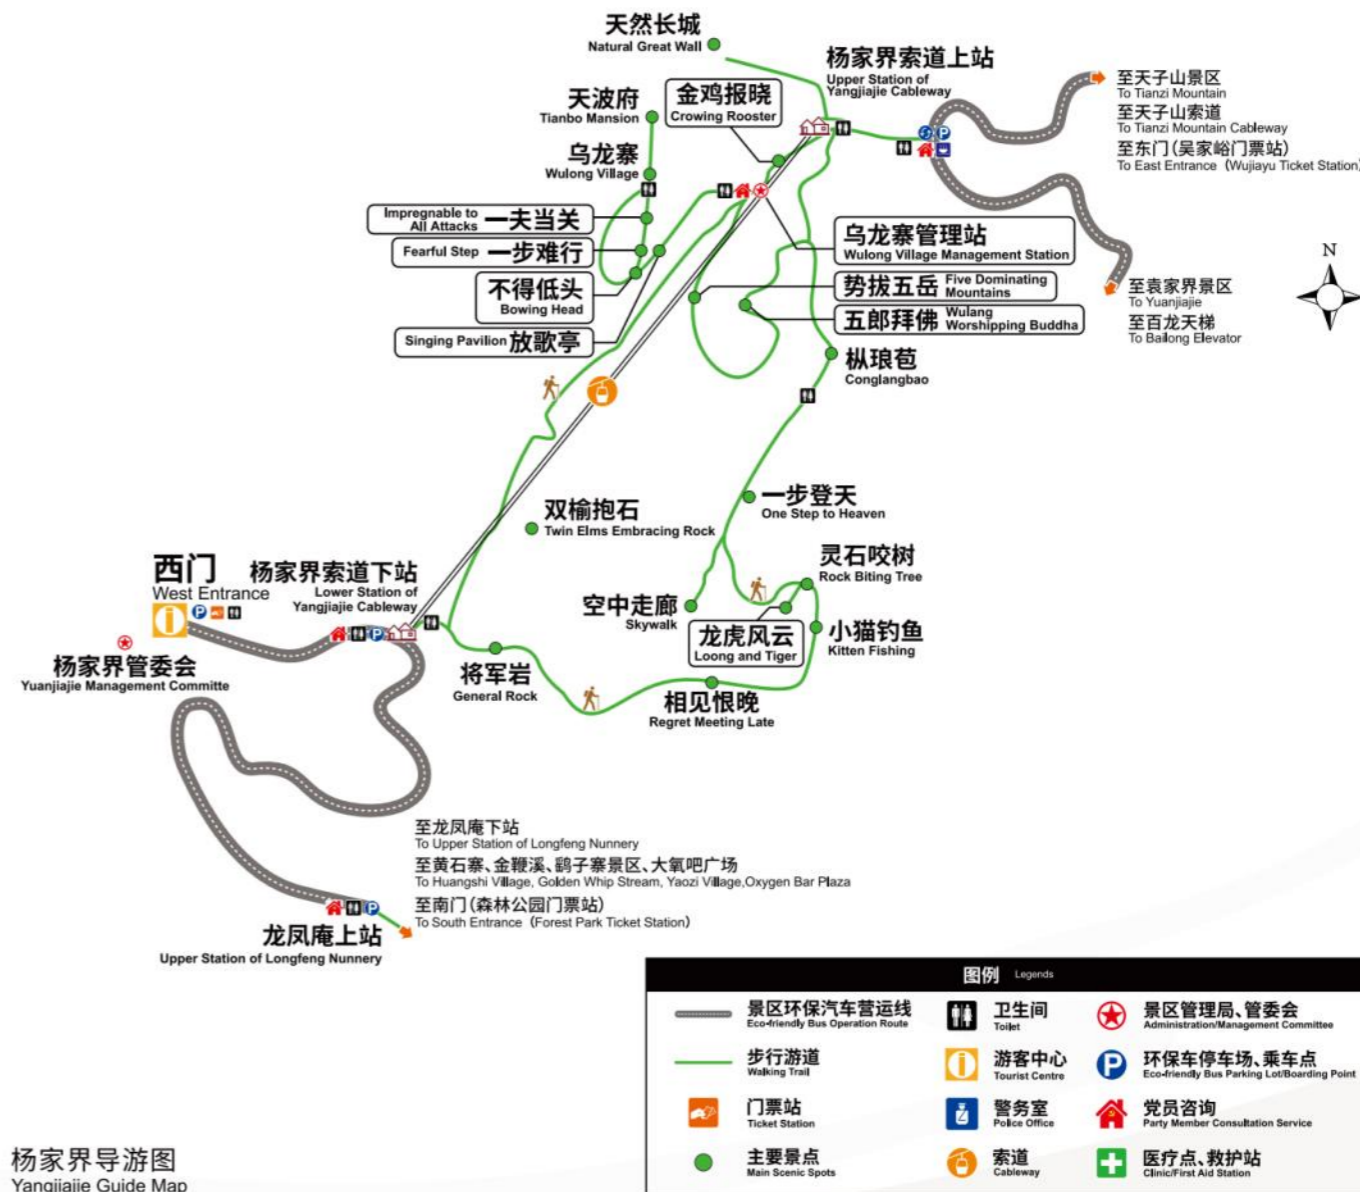 天然长城
Natural Great Wall
杨家界索道上站
Upper Station of
Yangjiajie Cableway
至天子山景区
To Tianzi Mountain
至天子山索道
To Tianzi Mountain Cableway
至东门(吴家峪门票站)
To East Entrance (Wujiayu Ticket Station)
天波府
Tianbo Mansion
金鸡报晓
Crowing Rooster
乌龙寨
Wulong Village
Impregnable to
All Attacks 一夫当关
Fearful Step 一步难行
不得低头
Bowing Head
Singing Pavilion 放歌亭
乌龙寨管理站
Wulong Village Management Station
势拔五岳 Five Dominating
Mountains
五郎拜佛 Wulang
Worshipping Buddha
N
至袁家界景区
To Yuanjiajie
至百龙天梯
To Bailong Elevator
枞琅苞
Conglangbao
一步登天
One Step to Heaven
双榆抱石
Twin Elms Embracing Rock
灵石咬树
Rock Biting Tree
西门
West Entrance
杨家界索道下站
Lower Station of
Yangjiajie Cableway
空中走廊
Skywalk
龙虎风云
Loong and Tiger
小猫钓鱼
Kitten Fishing
杨家界管委会
Yuanjiajie Management Committe
将军岩
General Rock
相见恨晚
Regret Meeting Late
至龙凤庵下站
To Upper Station of Longfeng Nunnery
至黄石寨、金鞭溪、鹞子寨景区、大氧吧广场
To Huangshi Village, Golden Whip Stream, Yaozi Village,Oxygen Bar Plaza
至南门(森林公园门票站)
To South Entrance (Forest Park Ticket Station)
龙凤庵上站
Upper Station of Longfeng Nunnery
图例 Legends
景区环保汽车营运线
Eco-friendly Bus Operation Route
卫生间
Toilet
景区管理局、管委会
Administration/Management Committee
步行游道
Walking Trail
游客中心
Tourist Centre
环保车停车场、乘车点
Eco-friendly Bus Parking Lot/Boarding Point
门票站
Ticket Station
警务室
Police Office
党员咨询
Party Member Consultation Service
主要景点
Main Scenic Spots
索道
Cableway
医疗点、救护站
Clinic/First Aid Station
杨家界导游图
Yangjiajie Guide Map